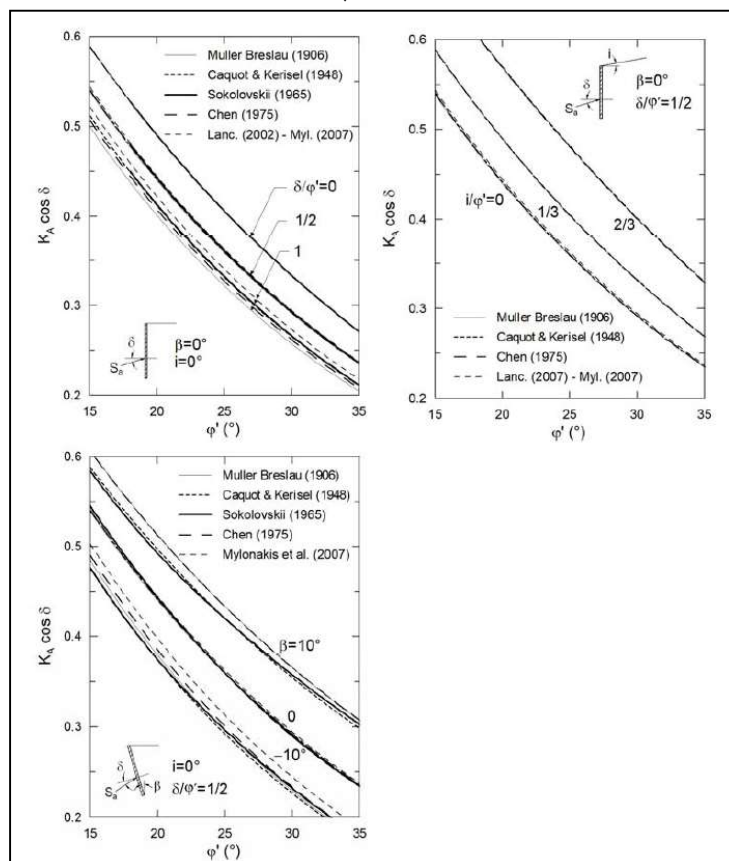 0.6
0.5
0.4
0.3
0.2
K_A cos δ
Muller Breslau (1906)
Caquot & Kerisel (1948)
Sokolovskii (1965)
Chen (1975)
Lanc. (2002) - Myl. (2007)
δ/φ'=0
1/2
1
δ
S_a
β=0°
i=0°
15 20 25 30 35
φ' (°)
0.6
0.5
0.4
0.3
0.2
K_A cos δ
i
δ
S_a
β=0°
δ/φ'=1/2
i/φ'=0
1/3
2/3
Muller Breslau (1906)
Caquot & Kerisel (1948)
Chen (1975)
Lanc. (2007) - Myl. (2007)
15 20 25 30 35
φ' (°)
0.6
0.5
0.4
0.3
0.2
K_A cos δ
Muller Breslau (1906)
Caquot & Kerisel (1948)
Sokolovskii (1965)
Chen (1975)
Mylonakis et al. (2007)
β=10°
0
−10°
δ
S_a
β
i=0°
δ/φ'=1/2
15 20 25 30 35
φ' (°)